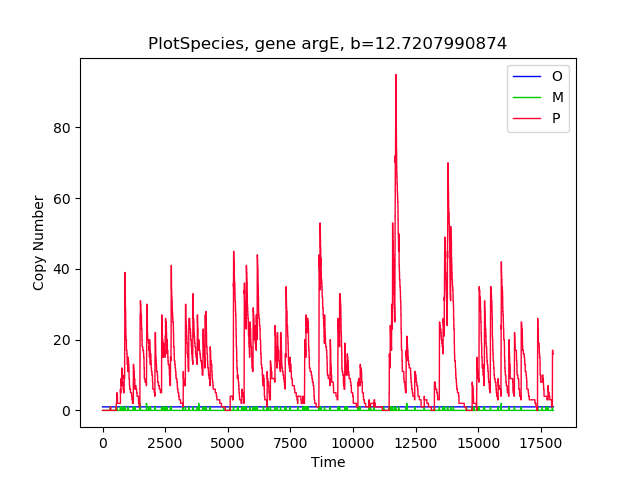 PlotSpecies, gene argE, b=12.7207990874
O
M
P
80
60
40
20
0
Copy Number
0 2500 5000 7500 10000 12500 15000 17500
Time